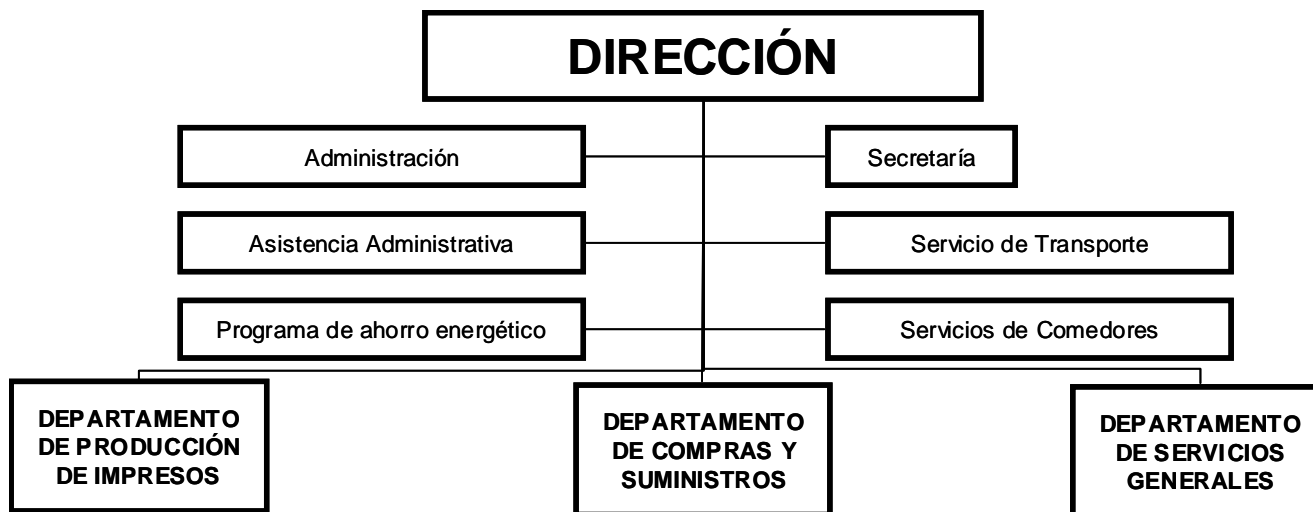 DIRECCIÓN
Administración
Secretaría
Asistencia Administrativa
Servicio de Transporte
Programa de ahorro energético
Servicios de Comedores
DEPARTAMENTO
DE PRODUCCIÓN
DE IMPRESOS
DEPARTAMENTO
DE COMPRAS Y
SUMINISTROS
DEPARTAMENTO
DE SERVICIOS
GENERALES